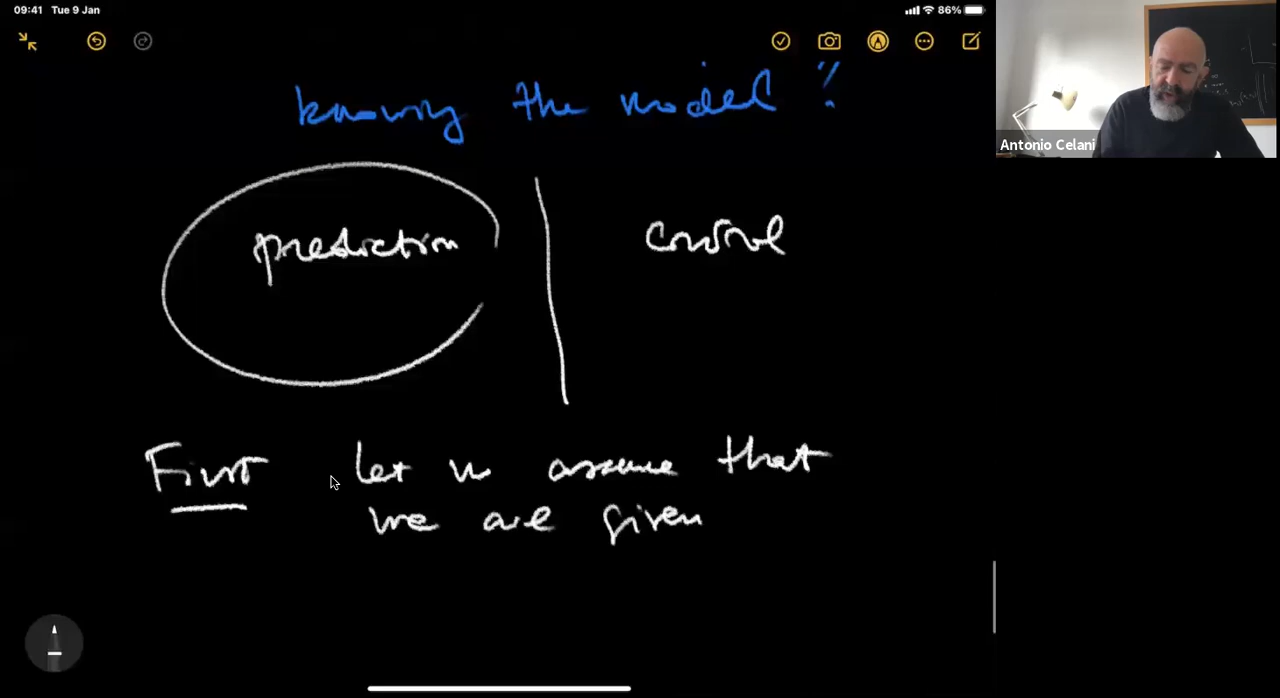 09:41 Tue 9 Jan
86%
knowing the model ?
Antonio Celani
prediction
control
First let us assume that
we are given